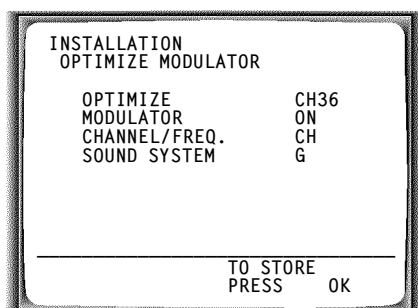 INSTALLATION
OPTIMIZE MODULATOR
OPTIMIZE CH36
MODULATOR ON
CHANNEL/FREQ. CH
SOUND SYSTEM G
TO STORE
PRESS OK